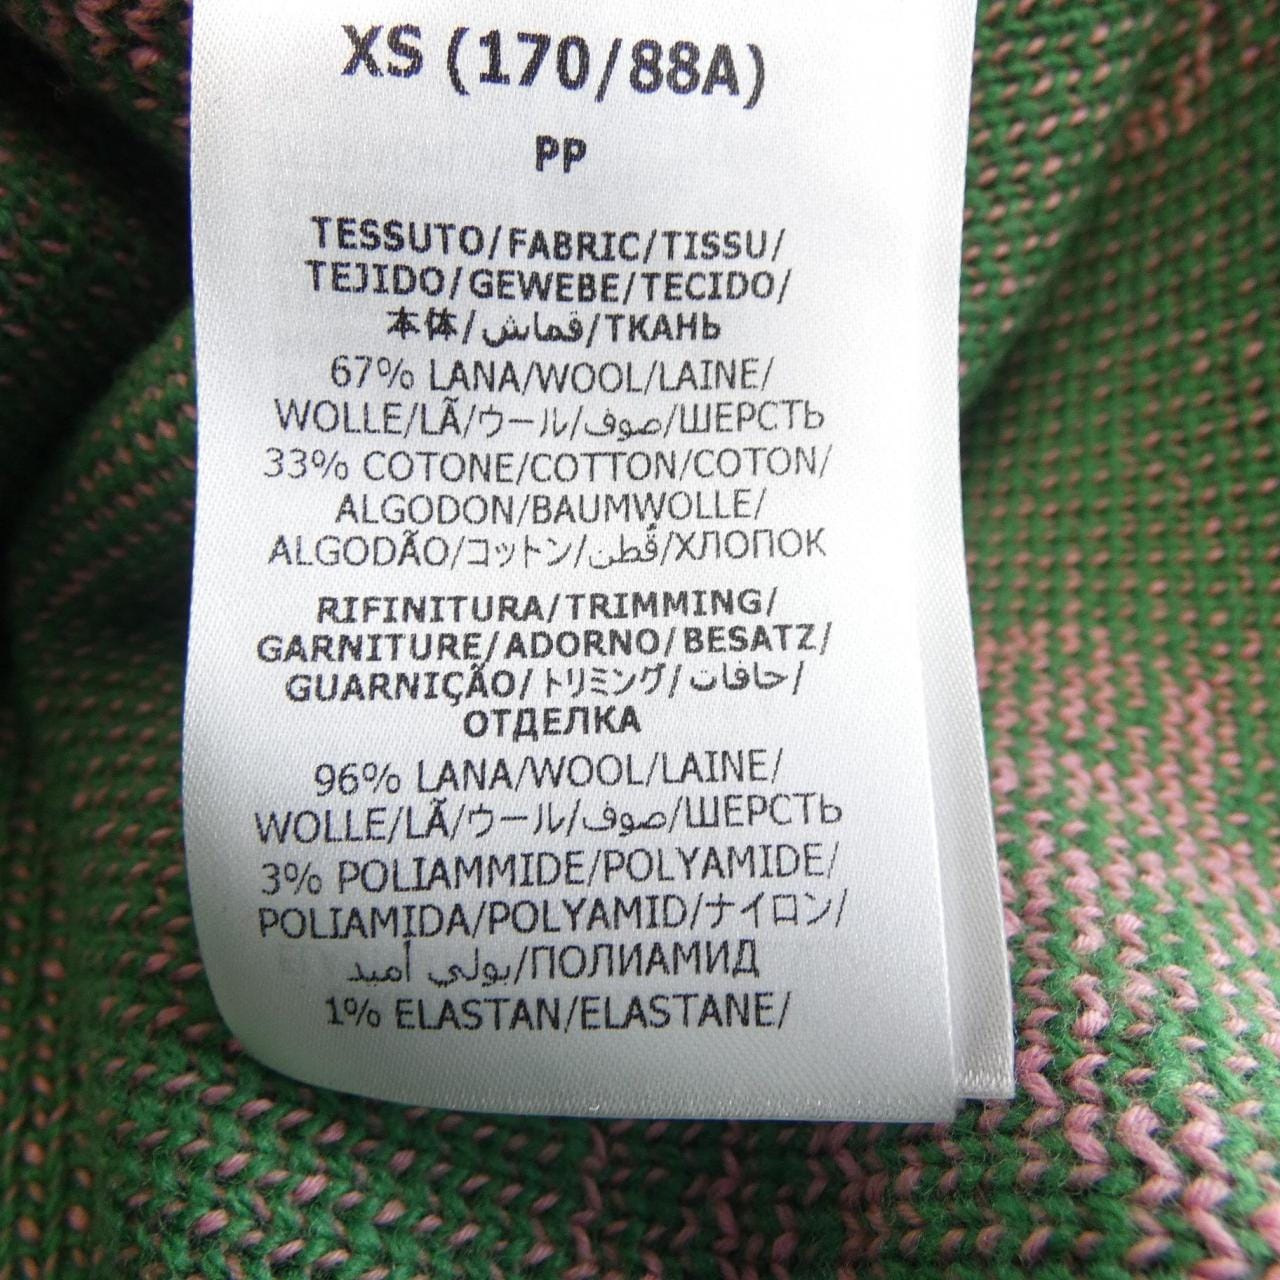 XS (170/88A)
PP
TESSUTO/FABRIC/TISSU/
TEJIDO/GEWEBE/TECIDO/
本体/قماش/ТКАНЬ
67% LANA/WOOL/LAINE/
WOLLE/LÃ/ウール/صوف/ШЕРСТЬ
33% COTONE/COTTON/COTON/
ALGODON/BAUMWOLLE/
ALGODÃO/コットン/قُطن/ХЛОПОК
RIFINITURA/TRIMMING/
GARNITURE/ADORNO/BESATZ/
GUARNIÇÃO/トリミング/حافات/
ОТДЕЛКА
96% LANA/WOOL/LAINE/
WOLLE/LÃ/ウール/صوف/ШЕРСТЬ
3% POLIAMMIDE/POLYAMIDE/
POLIAMIDA/POLYAMID/ナイロン/
بولي أميد/ПОЛИАМИД
1% ELASTAN/ELASTANE/